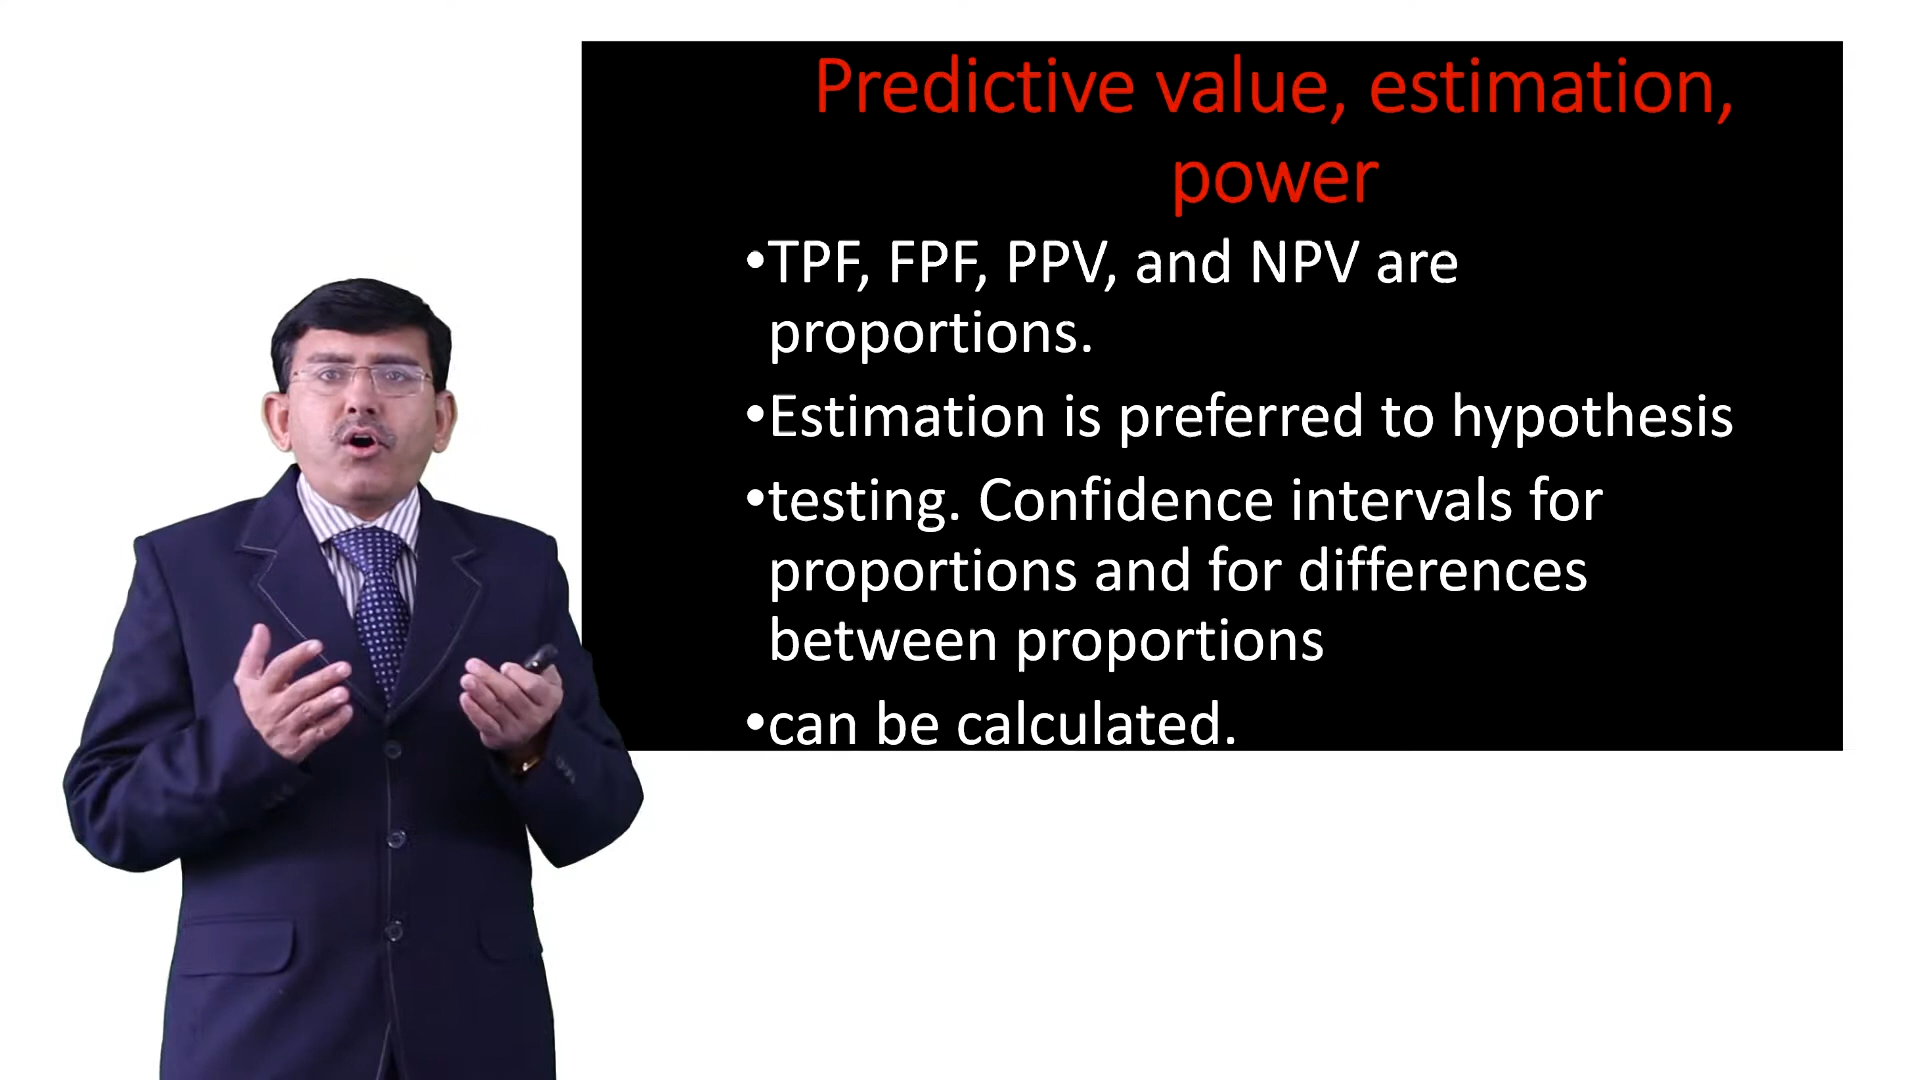 Predictive value, estimation,
power
•TPF, FPF, PPV, and NPV are
proportions.
•Estimation is preferred to hypothesis
•testing. Confidence intervals for
proportions and for differences
between proportions
•can be calculated.